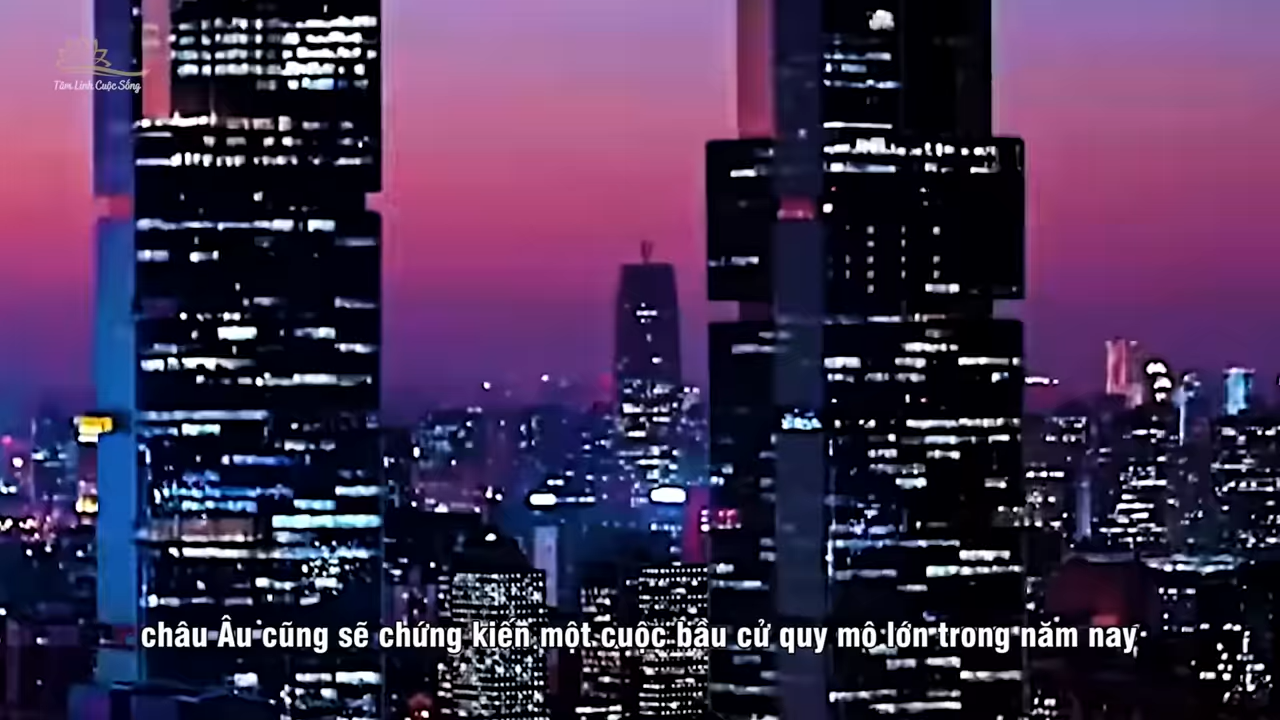 Tâm Linh Cuộc Sống
châu Âu cũng sẽ chứng kiến một cuộc bầu cử quy mô lớn trong năm nay